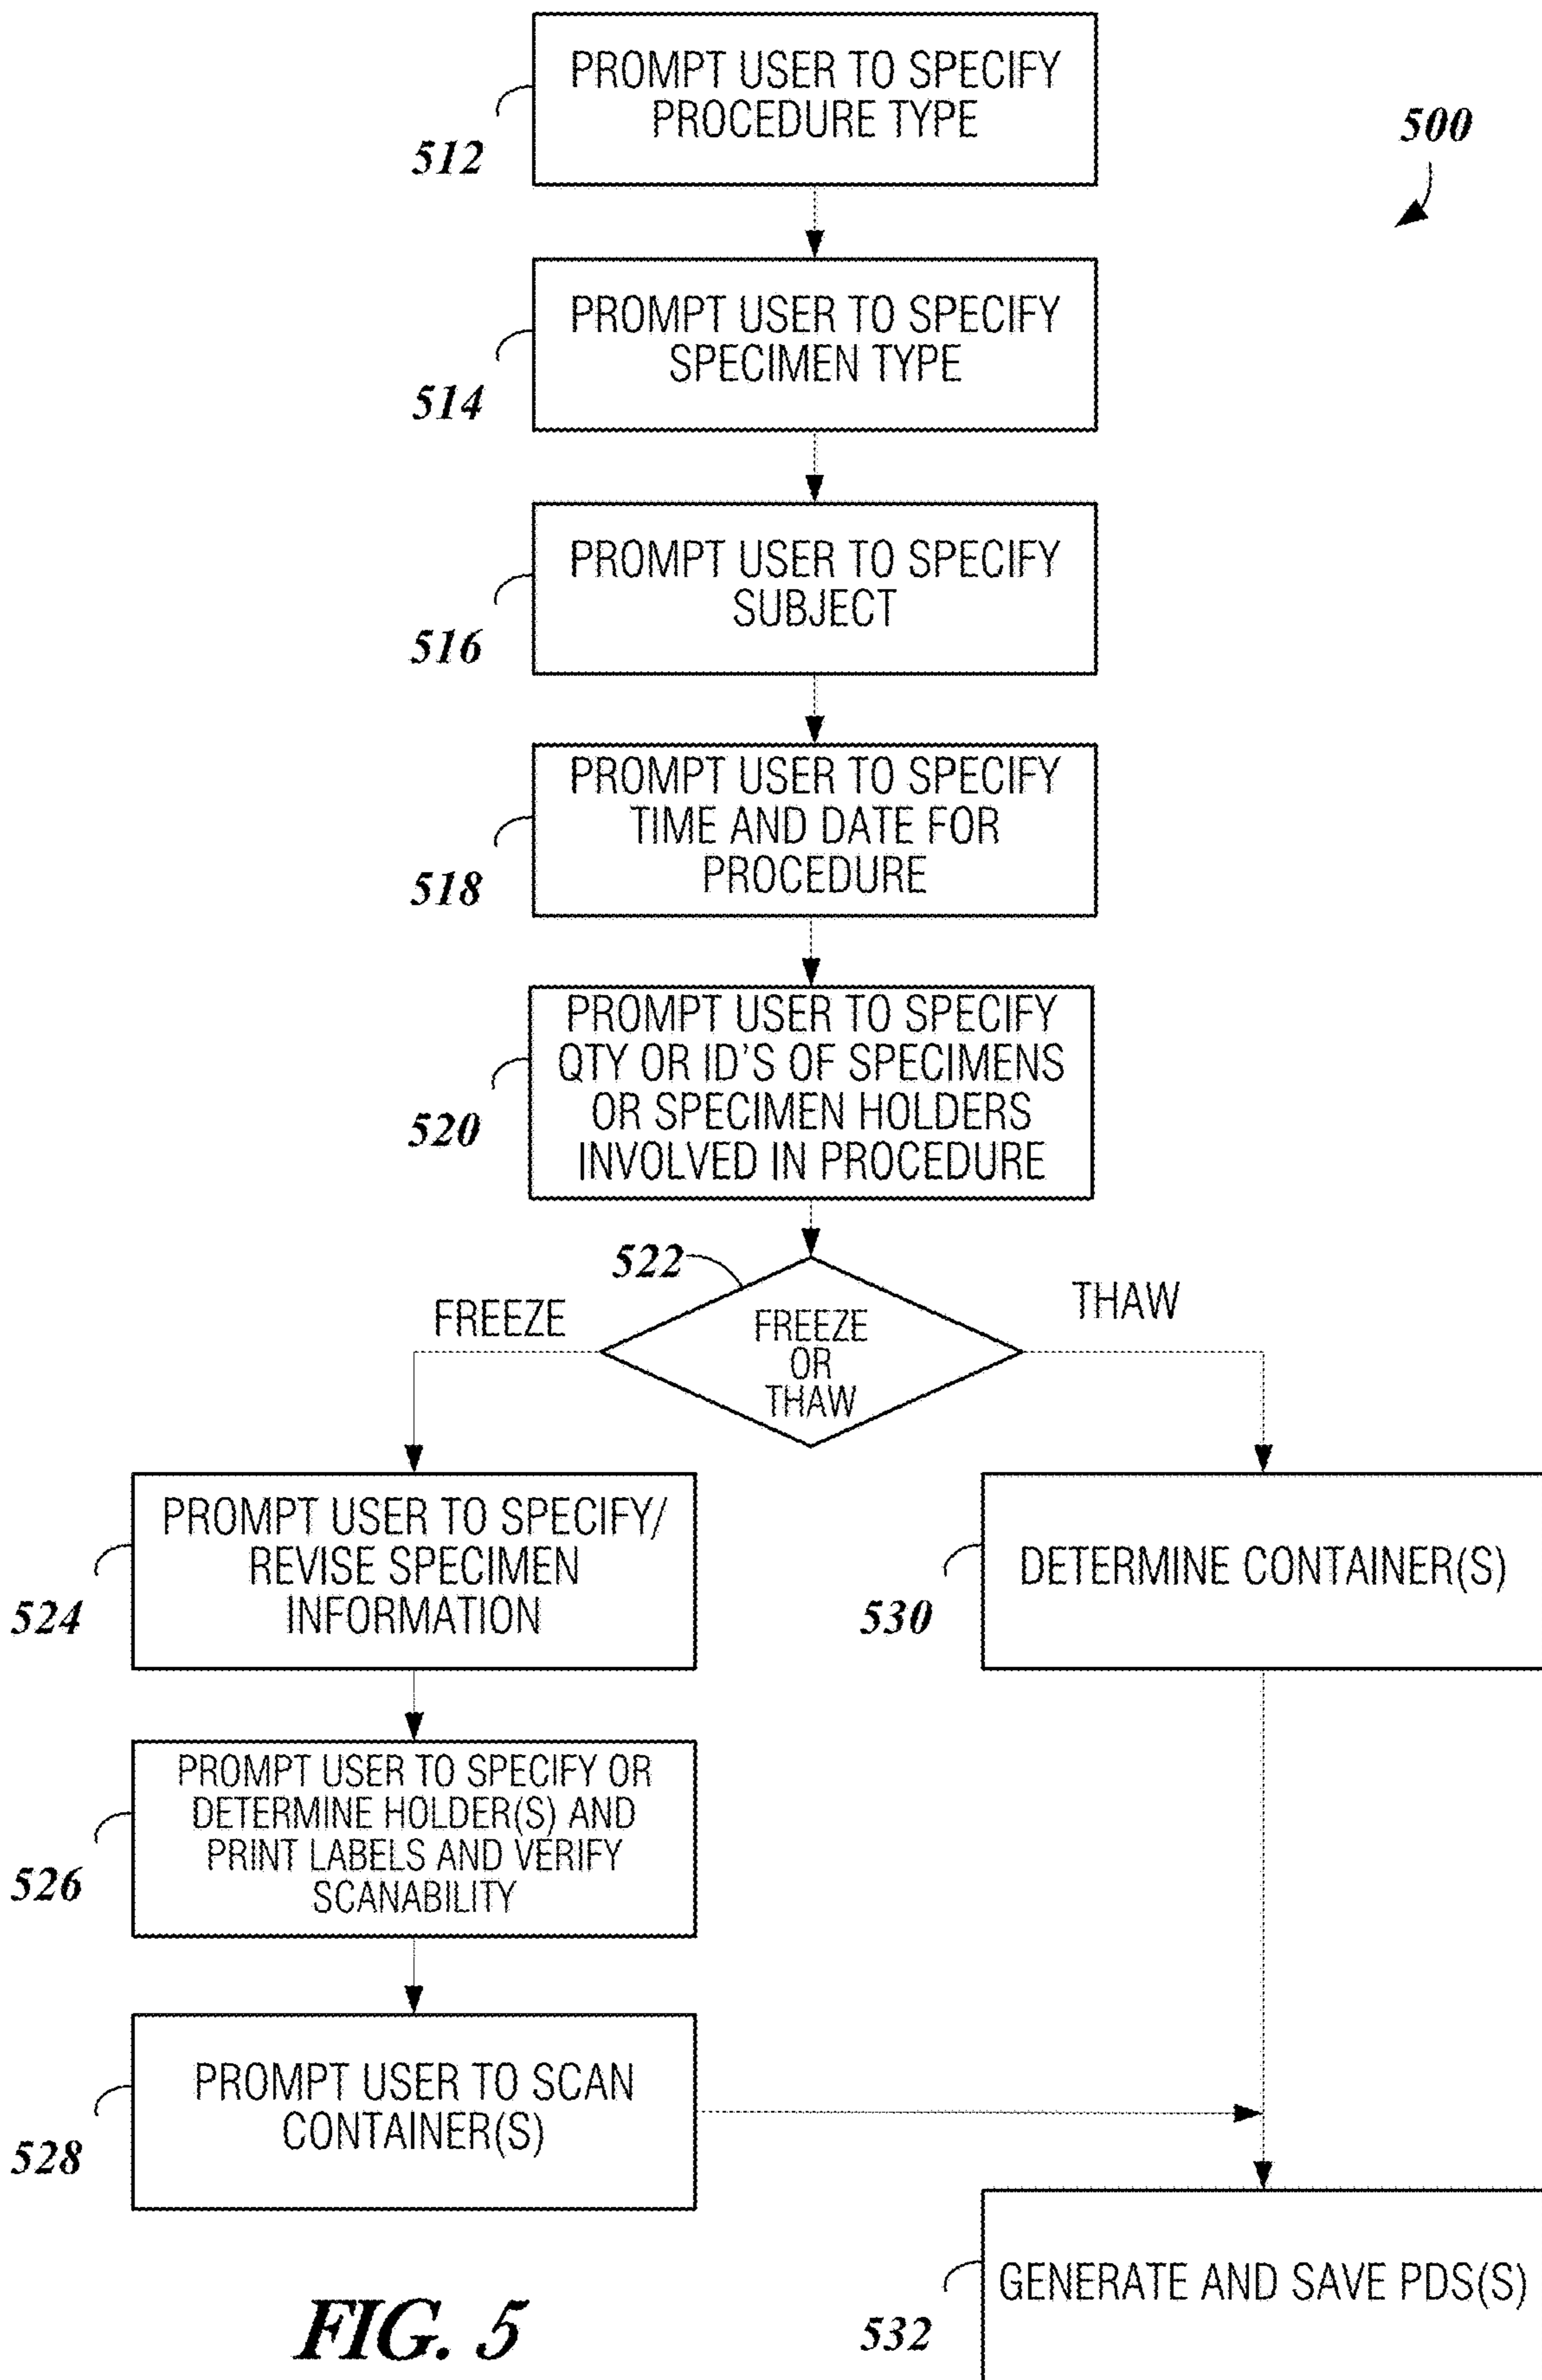 PROMPT USER TO SPECIFY
PROCEDURE TYPE
512
500
PROMPT USER TO SPECIFY
SPECIMEN TYPE
514
PROMPT USER TO SPECIFY
SUBJECT
516
PROMPT USER TO SPECIFY
TIME AND DATE FOR
PROCEDURE
518
PROMPT USER TO SPECIFY
QTY OR ID'S OF SPECIMENS
OR SPECIMEN HOLDERS
INVOLVED IN PROCEDURE
520
522
FREEZE
THAW
FREEZE
OR
THAW
PROMPT USER TO SPECIFY/
REVISE SPECIMEN
INFORMATION
524
DETERMINE CONTAINER(S)
530
PROMPT USER TO SPECIFY OR
DETERMINE HOLDER(S) AND
PRINT LABELS AND VERIFY
SCANABILITY
526
PROMPT USER TO SCAN
CONTAINER(S)
528
GENERATE AND SAVE PDS(S)
532
FIG. 5